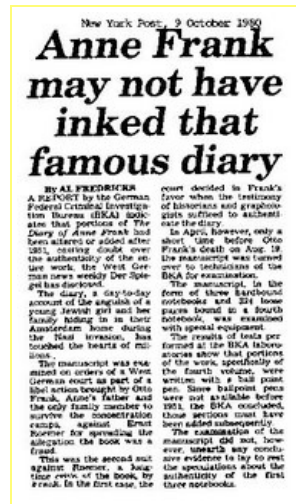 New York Post, 9 October 1980
Anne Frank
may not have
inked that
famous diary
By AL FREDRICKS
A REPORT by the German
Federal Criminal Investiga-
tion Bureau (BKA) indic-
ates that portions of The
Diary of Anne Frank had
been altered or added after
1951, casting doubt over
the authenticity of the en-
tire work, the West Ger-
man news weekly Der Spie-
gel has disclosed.
The diary, a day-to-day
account of the anguish of a
young Jewish girl and her
family hiding in in their
Amsterdam home during
the Nazi invasion, has
touched the hearts of mil-
lions.
The manuscript was exa-
mined on orders of a West
German court as part of a
libel action brought by Otto
Frank, Anne's father and
the only family member to
survive the concentration
camps, against Ernst
Roemer for spreading the
allegation the book was a
fraud.
This was the second suit
against Roemer, a long-
time critic of the book, by
Frank. In the first case, the
court decided in Frank's
favor when the testimony
of historians and grapholo-
gists sufficed to authenti-
cate the diary.
In April, however, only a
short time before Otto
Frank's death on Aug. 19,
the manuscript was turned
over to technicians of the
BKA for examination.
The manuscript, in the
form of three hardbound
notebooks and 324 loose
pages bound in a fourth
notebook, was examined
with special equipment.
The results of tests per-
formed at the BKA labora-
tories show that portions
of the work, specifically of
the fourth volume, were
written with a ball point
pen. Since ballpoint pens
were not available before
1951, the BKA concluded,
those sections must have
been added subsequently.
The examination of the
manuscript did not, how-
ever, unearth any conclu-
sive evidence to lay to rest
the speculations about the
authenticity of the first
three notebooks.